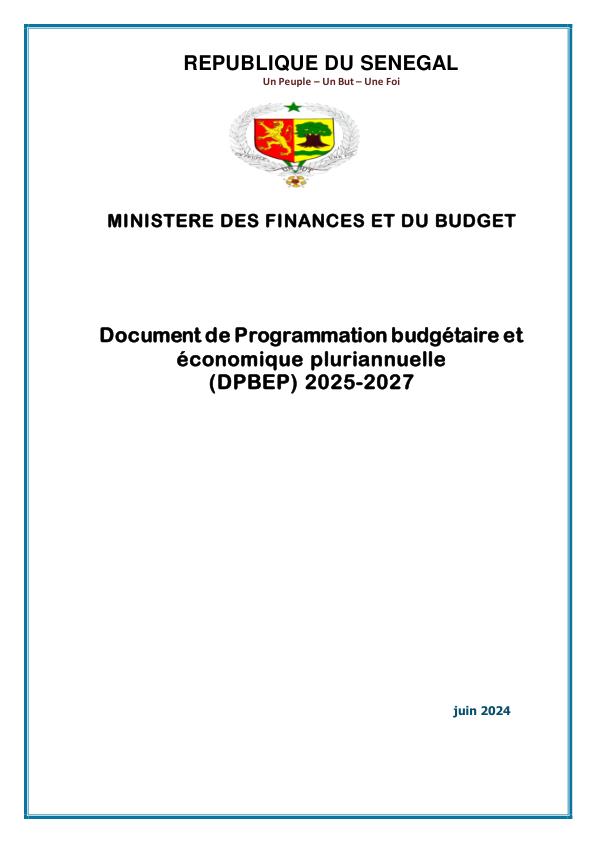 REPUBLIQUE DU SENEGAL
Un Peuple – Un But – Une Foi
MINISTERE DES FINANCES ET DU BUDGET
Document de Programmation budgétaire et
économique pluriannuelle
(DPBEP) 2025-2027
juin 2024